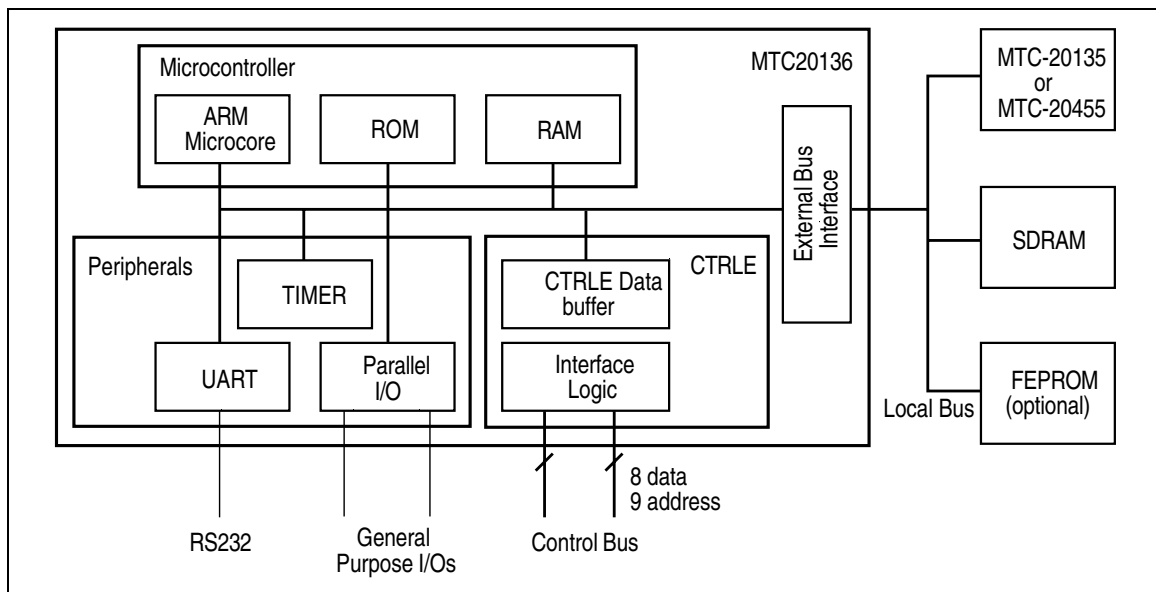 Microcontroller
MTC20136
ARM
Microcore
ROM
RAM
External Bus
Interface
MTC-20135
or
MTC-20455
SDRAM
FEPROM
(optional)
Local Bus
Peripherals
TIMER
UART
Parallel
I/O
CTRLE
CTRLE Data
buffer
Interface
Logic
8 data
9 address
RS232
General
Purpose I/Os
Control Bus